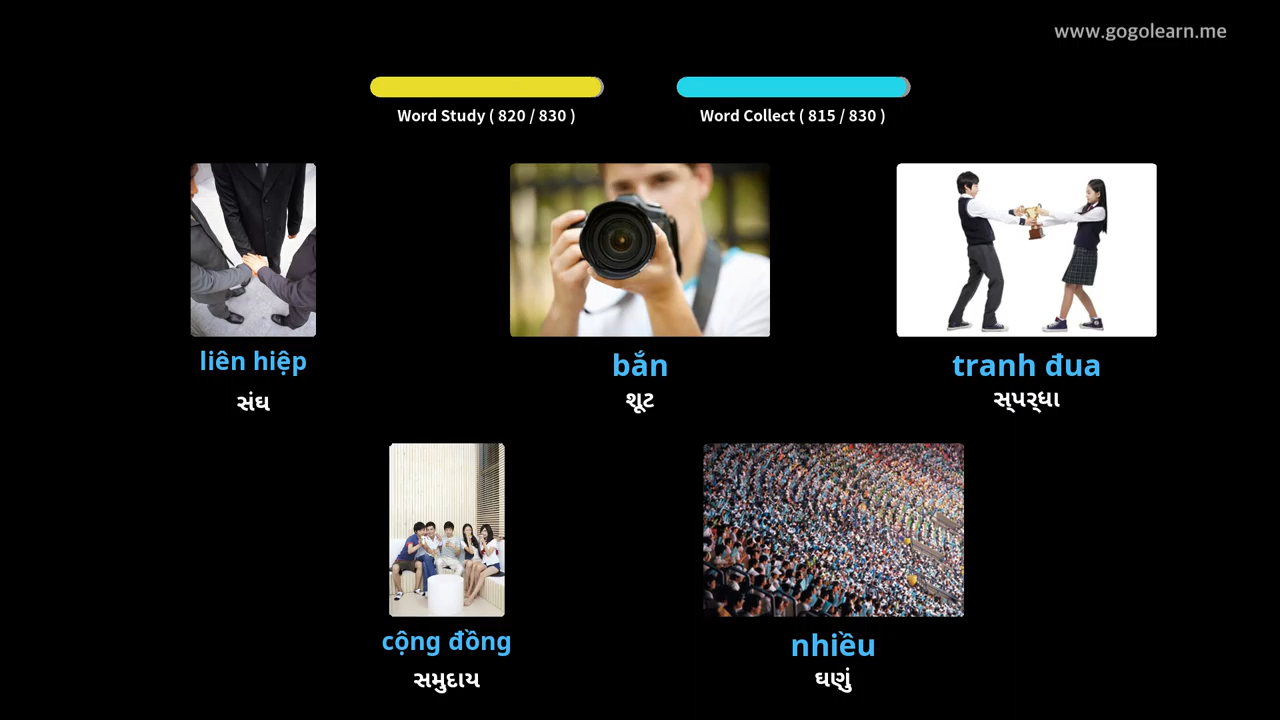 www.gogolearn.me
Word Study ( 820 / 830 )
Word Collect ( 815 / 830 )
liên hiệp
સંઘ
bắn
શૂટ
tranh đua
સ્પર્ધા
cộng đồng
સમુદાય
nhiều
ઘણું